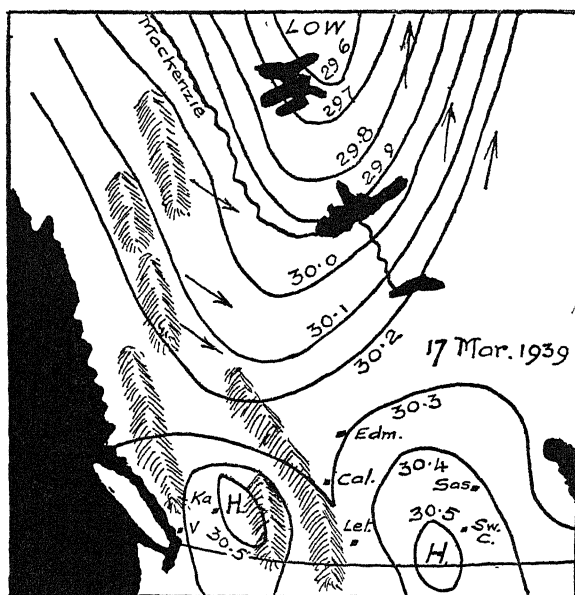 LOW
29.6
Mackenzie
29.7
29.8
29.9
30.0
30.1
30.2
17 Mar. 1939
30.3
Edm.
30.4
Cal.
Sas.
Ka.
H
30.5
V
30.5
Let.
Sw.
C.
H